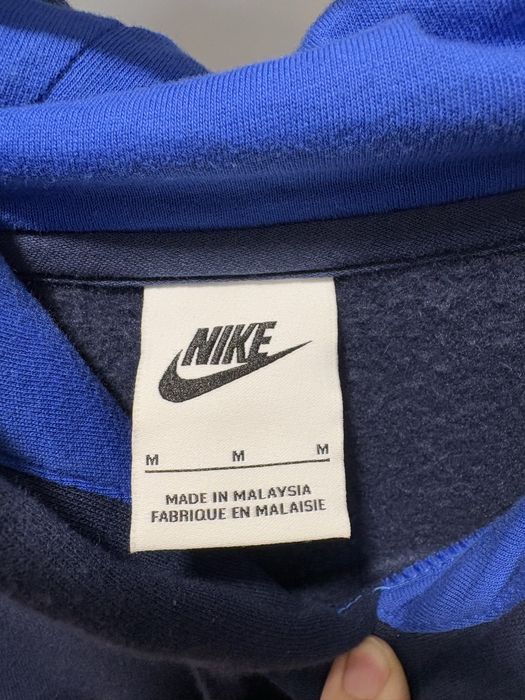 NIKE
M M M
MADE IN MALAYSIA
FABRIQUE EN MALAISIE